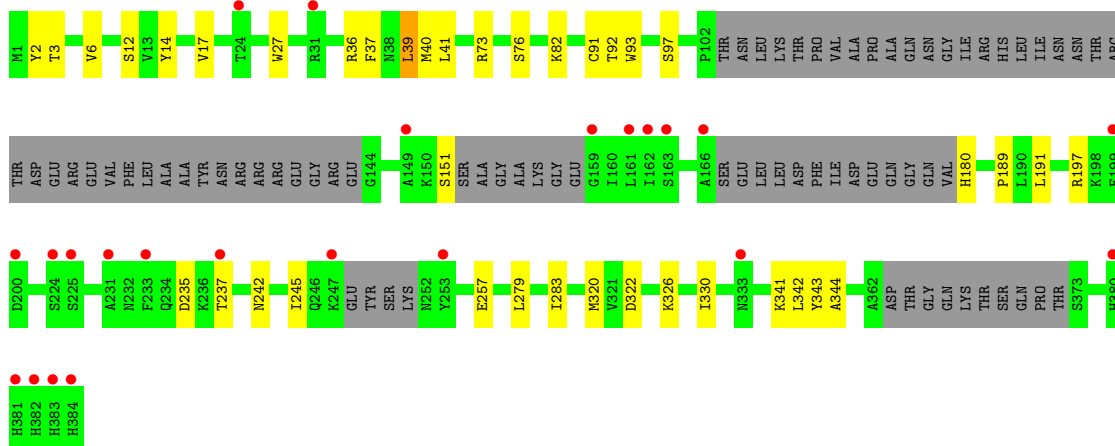 M1 Y2 T3 V6 S12 V13 Y14 V17 T24 W27 R31 R36 F37 N38 L39 M40 L41 R73 S76 K82 C91 T92 W93 S97 P102 THR ASN LEU LYS THR PRO VAL ALA PRO ALA GLN ASN GLY ILE ARG HIS LEU ILE ASN ASN THR ARG
THR ASP GLU ARG GLU VAL PHE LEU ALA ALA TYR ASN ARG ARG ARG GLU GLY ARG GLU G144 A149 K150 S151 SER ALA GLY ALA LYS GLY GLU G159 I160 L161 I162 S163 A166 SER GLU LEU LEU ASP PHE ILE ASP GLU GLN GLY GLN VAL H180 P189 L190 L191 R197 K198 E199
D200 S224 S225 A231 N232 F233 Q234 D235 K236 T237 N242 I245 Q246 K247 GLU TYR SER LYS N252 Y253 E257 L279 I283 M320 V321 D322 K326 I330 N333 K341 L342 Y343 A344 A362 ASP THR GLY GLN LYS THR SER GLN PRO THR S373 H380
H381 H382 H383 H384